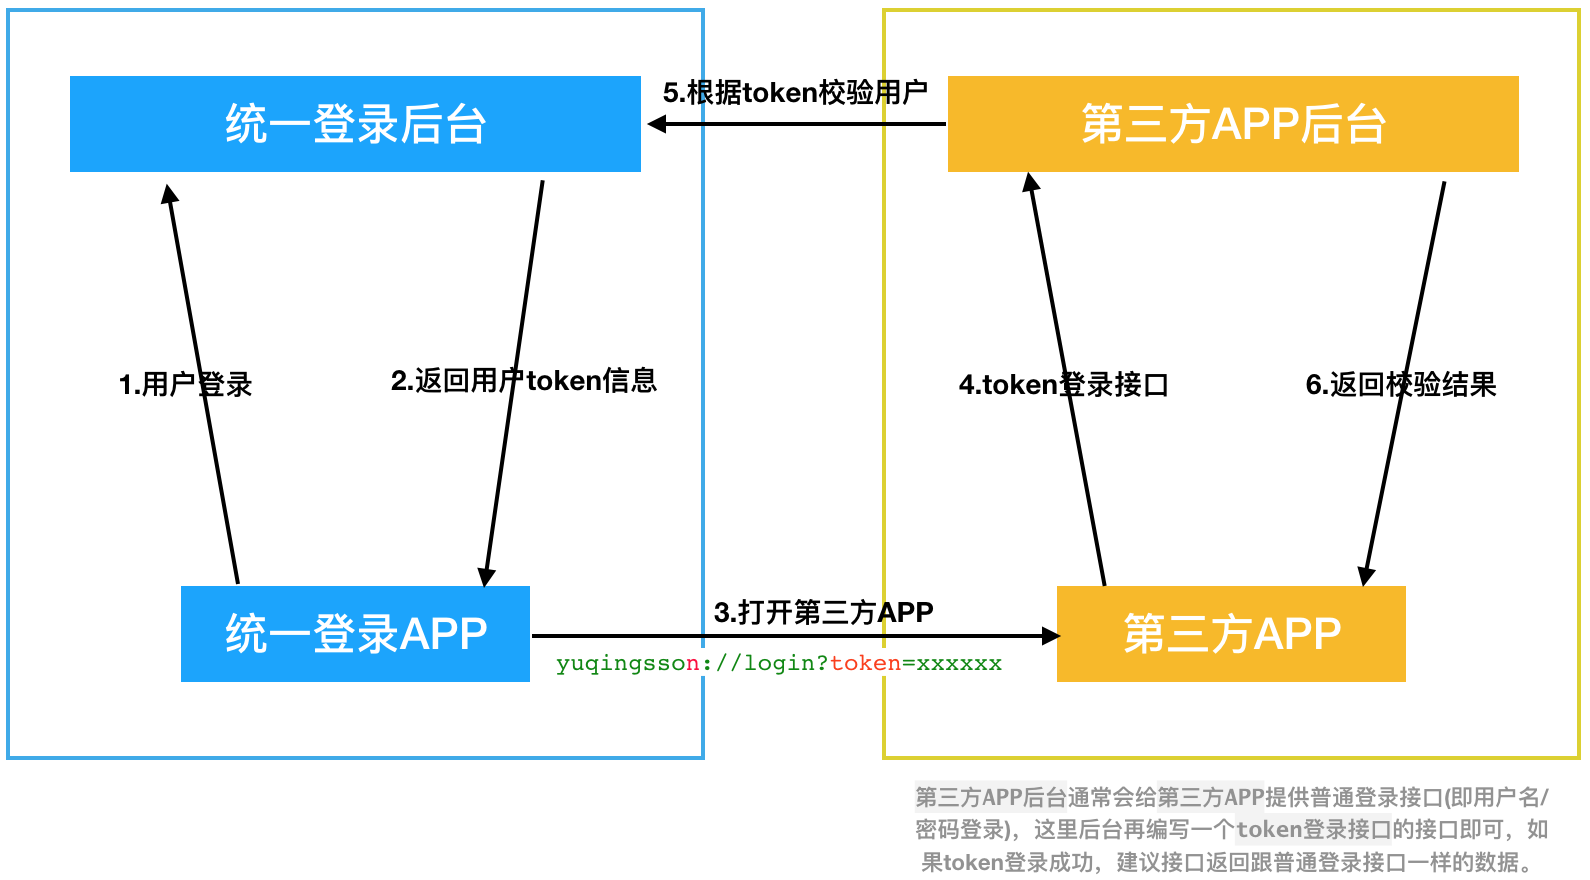 统一登录后台
5.根据token校验用户
第三方APP后台
1.用户登录
2.返回用户token信息
4.token登录接口
6.返回校验结果
统一登录APP
3.打开第三方APP
yuqingsson://login?token=xxxxxx
第三方APP
第三方APP后台通常会给第三方APP提供普通登录接口(即用户名/
密码登录)，这里后台再编写一个token登录接口的接口即可，如
果token登录成功，建议接口返回跟普通登录接口一样的数据。